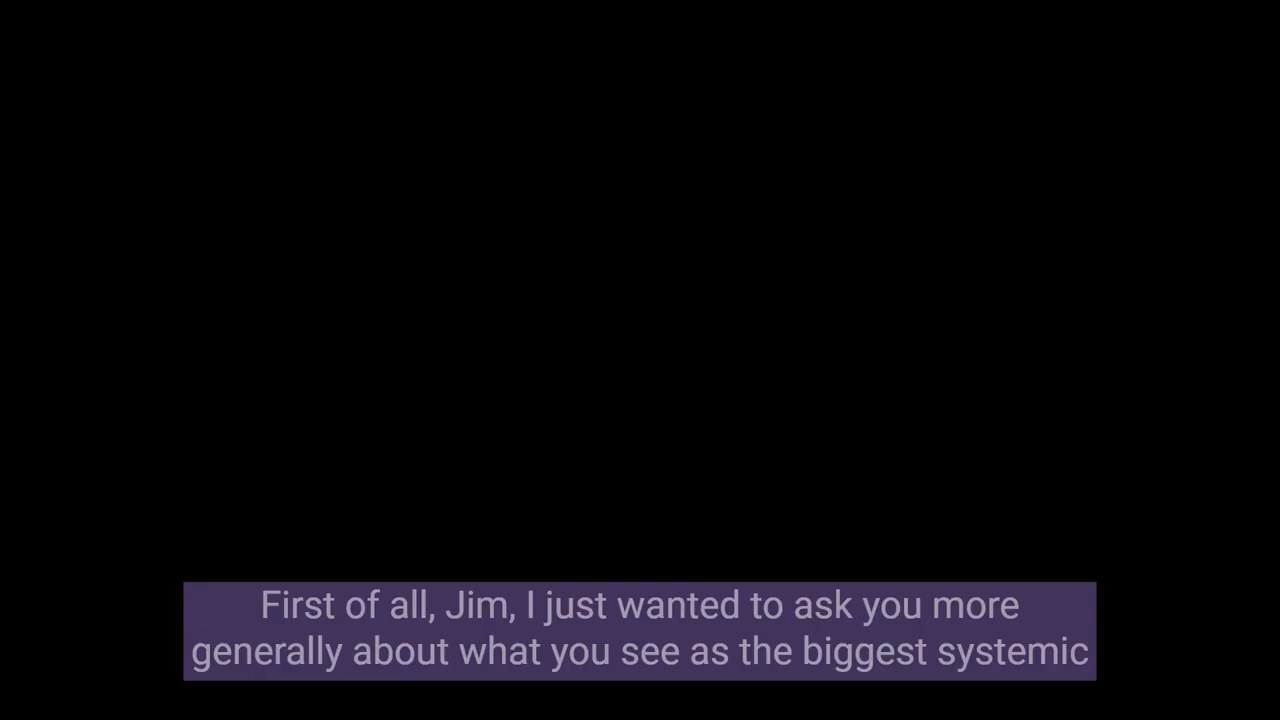 First of all, Jim, I just wanted to ask you more
generally about what you see as the biggest systemic